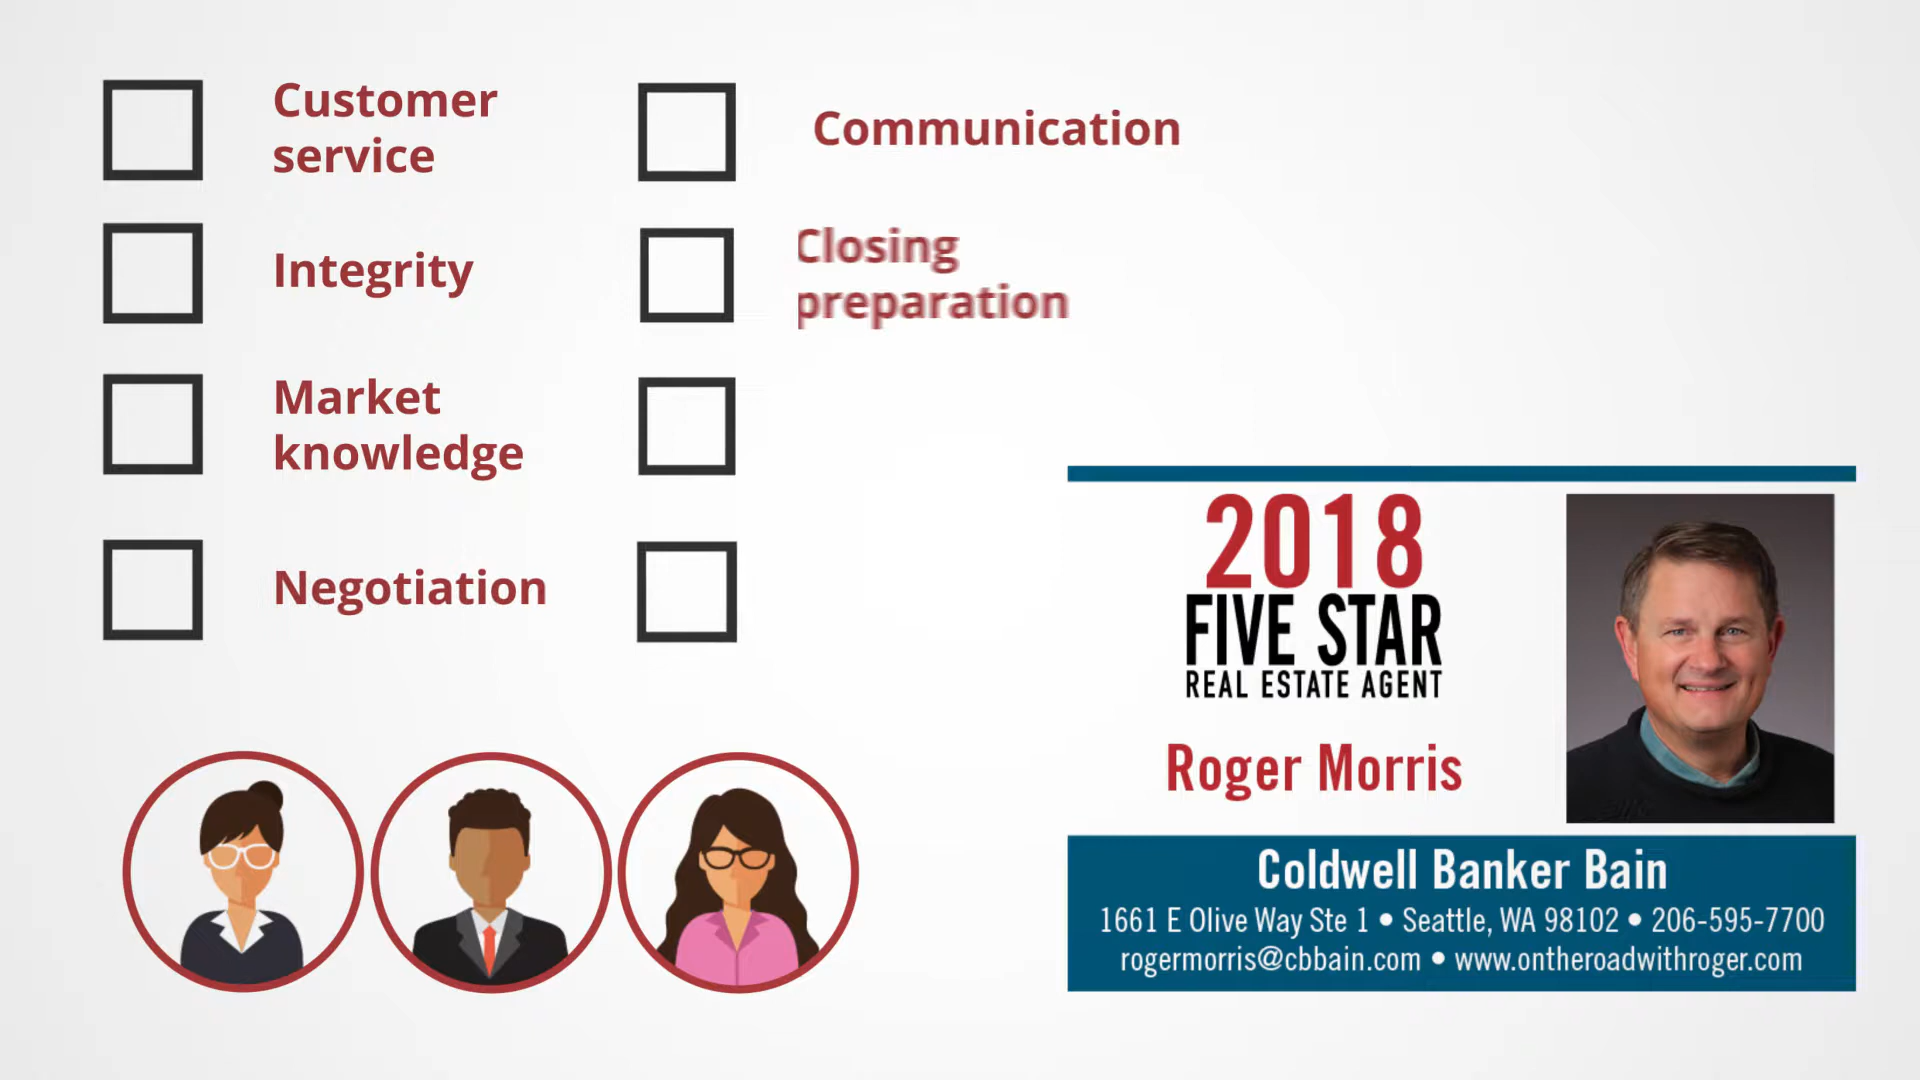 Customer
service
Integrity
Market
knowledge
Negotiation
Communication
Closing
preparation
2018
FIVE STAR
REAL ESTATE AGENT
Roger Morris
Coldwell Banker Bain
1661 E Olive Way Ste 1 • Seattle, WA 98102 • 206-595-7700
rogermorris@cbbain.com • www.ontheroadwithroger.com